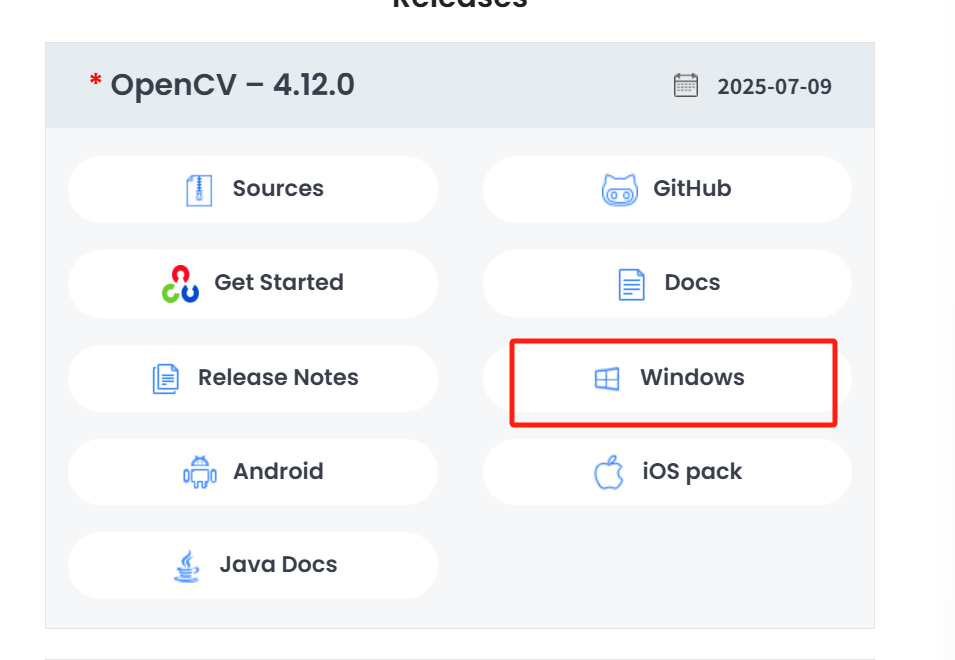 Releases
* OpenCV – 4.12.0
2025-07-09
Sources
GitHub
Get Started
Docs
Release Notes
Windows
Android
iOS pack
Java Docs